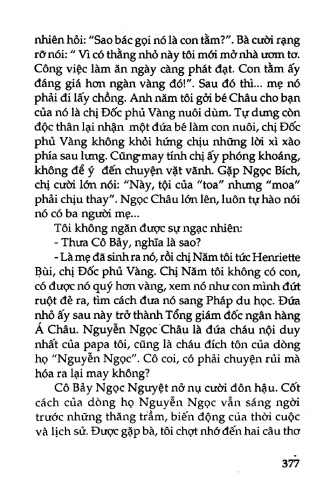 nhiên hỏi: "Sao bác gọi nó là con tằm?". Bà cười rạng
rỡ nói: " Vì có thằng nhỏ này tôi mới mở nhà ươm tơ.
Công việc làm ăn ngày càng phát đạt. Con tằm ấy
đáng giá hơn ngàn vàng đó!". Sau đó thì... mẹ nó
phải đi lấy chồng. Anh năm tôi gởi bé Châu cho bạn
của nó là chị Đốc phủ Vàng nuôi dùm. Tự dưng còn
độc thân lại nhận một đứa bé làm con nuôi, chị Đốc
phủ Vàng không khỏi hứng chịu những lời xì xào
phía sau lưng. Cũng may tính chị ấy phóng khoáng,
không để ý đến chuyện vặt vãnh. Gặp Ngọc Bích,
chị cười lớn nói: "Này, tội của "toa" nhưng "moa"
phải chịu thay". Ngọc Châu lớn lên, luôn tự hào nói
nó có ba người mẹ...
Tôi không ngăn được sự ngạc nhiên:
- Thưa Cô Bảy, nghĩa là sao?
- Là mẹ đã sinh ra nó, rồi chị Năm tôi tức Henriette
Bùi, chị Đốc phủ Vàng. Chị Năm tôi không có con,
có được nó quý hơn vàng, xem nó như con mình đứt
ruột đẻ ra, tìm cách đưa nó sang Pháp du học. Đứa
nhỏ ấy sau này trở thành Tổng giám đốc ngân hàng
Á Châu. Nguyễn Ngọc Châu là đứa cháu nội duy
nhất của papa tôi, cũng là cháu đích tôn của dòng
họ "Nguyễn Ngọc". Cô coi, có phải chuyện rủi mà
hóa ra lại may không?
Cô Bảy Ngọc Nguyệt nở nụ cười đôn hậu. Cốt
cách của dòng họ Nguyễn Ngọc vẫn sáng ngời
trước những thăng trầm, biến động của thời cuộc
và lịch sử. Được gặp bà, tôi chợt nhớ đến hai câu thơ
377